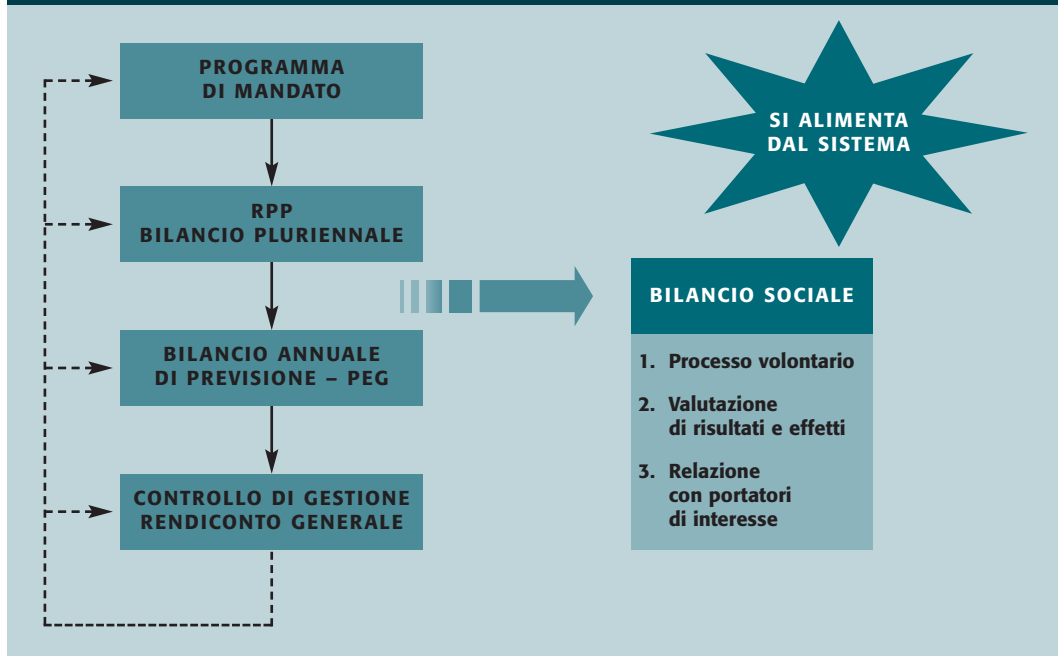 PROGRAMMA
DI MANDATO
RPP
BILANCIO PLURIENNALE
BILANCIO ANNUALE
DI PREVISIONE – PEG
CONTROLLO DI GESTIONE
RENDICONTO GENERALE
SI ALIMENTA
DAL SISTEMA
BILANCIO SOCIALE
1. Processo volontario
2. Valutazione
di risultati e effetti
3. Relazione
con portatori
di interesse